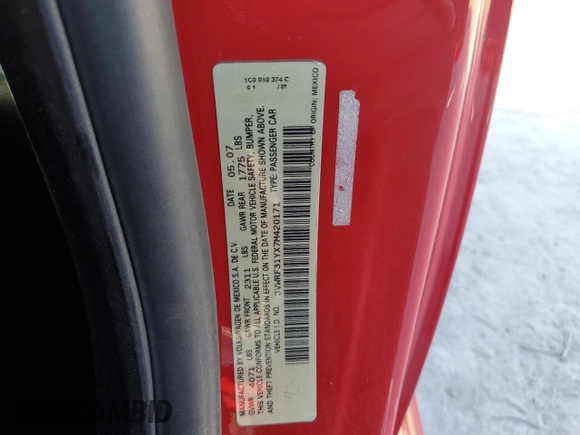 1C0 010 374 C
C 1 / 07
MANUFACTURED BY VOLKSWAGEN DE MEXICO S.A. DE C.V. DATE 05.07
GVWR 4071 LBS GAWR FRONT 2311 LBS GAWR REAR 1775 LBS
THIS VEHICLE CONFORMS TO ALL APPLICABLE FEDERAL MOTOR VEHICLE SAFETY, BUMPER,
AND THEFT PREVENTION STANDARDS IN EFFECT ON THE DATE OF MANUFACTURE SHOWN ABOVE.
VEHICLE I.D NO. 3VWRF31YX7M420171 TYPE: PASSENGER CAR
COUNTRY OF ORIGIN: MEXICO